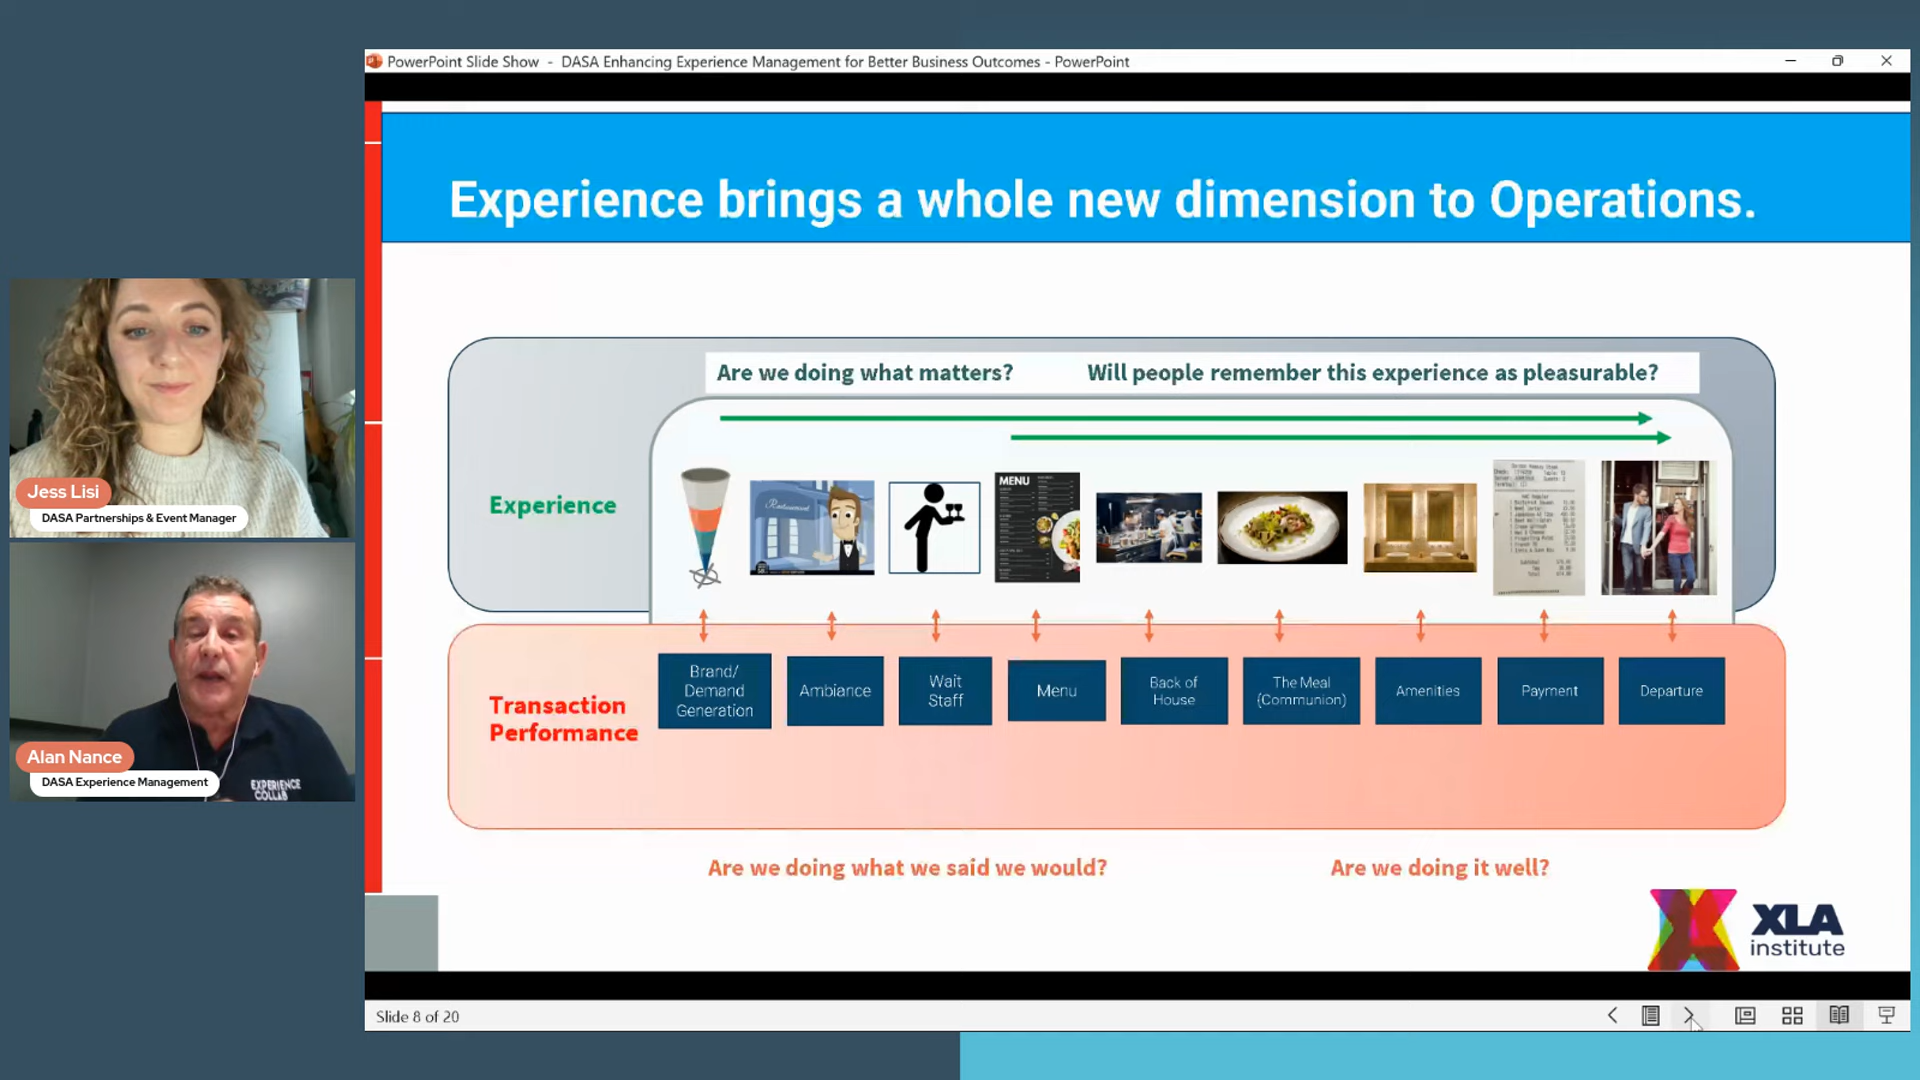 PowerPoint Slide Show - DASA Enhancing Experience Management for Better Business Outcomes - PowerPoint
Experience brings a whole new dimension to Operations.
Are we doing what matters?
Will people remember this experience as pleasurable?
Experience
Restaurant
MENU
Transaction
Performance
Brand/
Demand
Generation
Ambiance
Wait
Staff
Menu
Back of
House
The Meal
(Communion)
Amenities
Payment
Departure
Are we doing what we said we would?
Are we doing it well?
XLA
institute
Slide 8 of 20
Jess Lisi
DASA Partnerships & Event Manager
Alan Nance
DASA Experience Management
EXPERIENCE
COLLAB